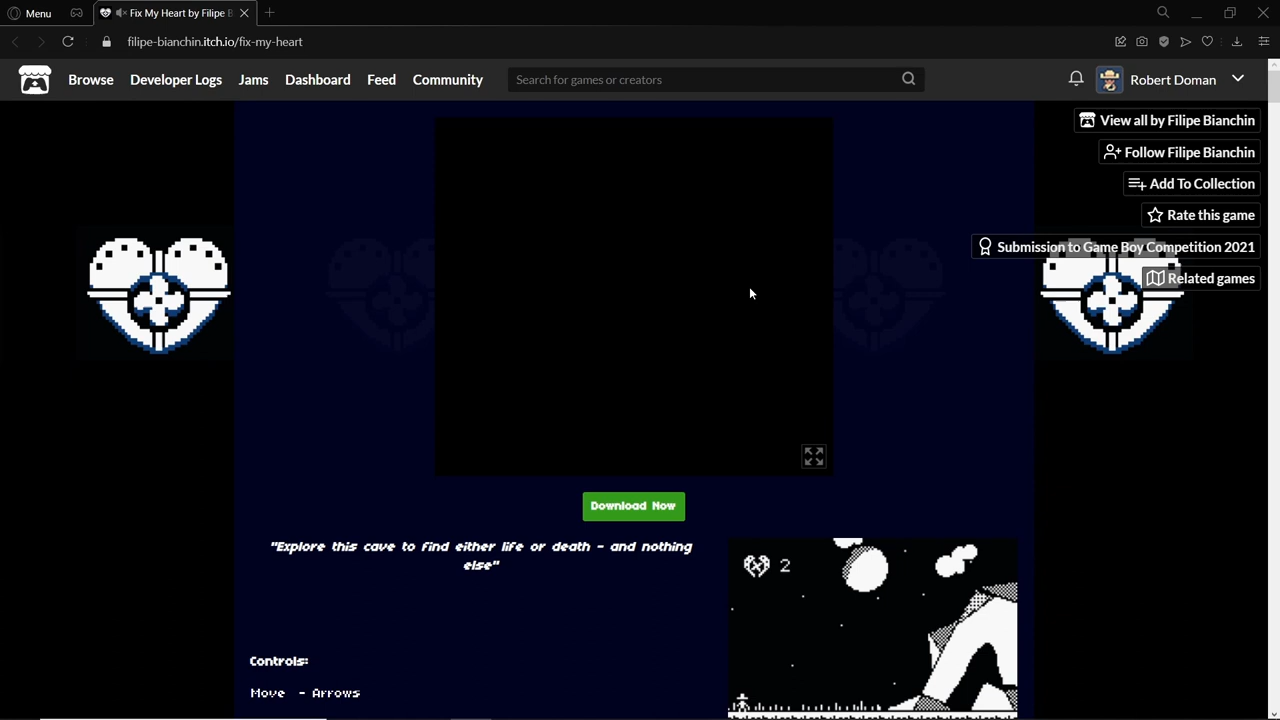 Menu
Fix My Heart by Filipe B
filipe-bianchin.itch.io/fix-my-heart
Browse Developer Logs Jams Dashboard Feed Community Search for games or creators Robert Doman
View all by Filipe Bianchin
Follow Filipe Bianchin
Add To Collection
Rate this game
Submission to Game Boy Competition 2021
Related games
Download Now
"Explore this cave to find either life or death - and nothing
else"
2
Controls:
Move - Arrows